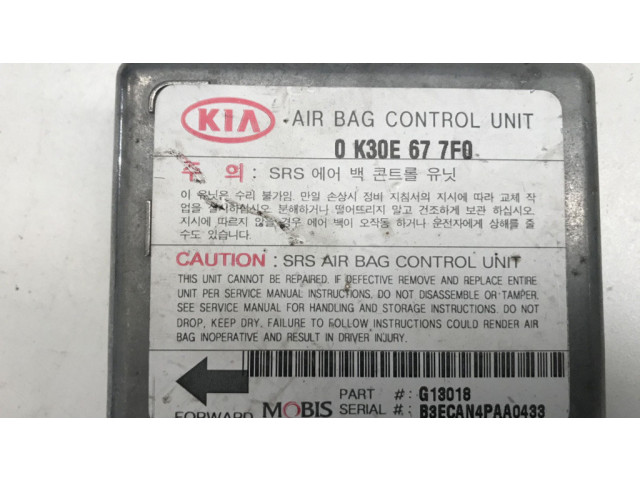 KIA AIR BAG CONTROL UNIT
0 K30E 67 7F0
주 의 : SRS 에어 백 콘트롤 유닛
이 유닛은 수리 불가임. 만일 손상시 정바 지침서의 지시에 따라 교체 작
업을 실시하십시오. 분해하거나 떨어뜨리지 말고 건조하게 보관 하십시오.
지시에 따르지 않을 경우 에어 백이 오작동 하거나 운전자에게 상해를 줄
수도 있습니다.
CAUTION : SRS AIR BAG CONTROL UNIT
THIS UNIT CANNOT BE REPAIRED. IF DEFECTIVE REMOVE AND REPLACE ENTIRE
UNIT PER SERVICE MANUAL INSTRUCTIONS. DO NOT DISASSEMBLE OR TAMPER.
SEE SERVICE MANUAL FOR HANDLING AND STORAGE INSTRUCTIONS. DO NOT
DROP, KEEP DRY. FAILURE TO FOLLOW INSTRUCTIONS COULD RENDER AIR
BAG INOPERATIVE AND RESULT IN DRIVER INJURY.
PART #: G13018
FORWARD MOBIS SERIAL #: B3ECAN4PAA0433